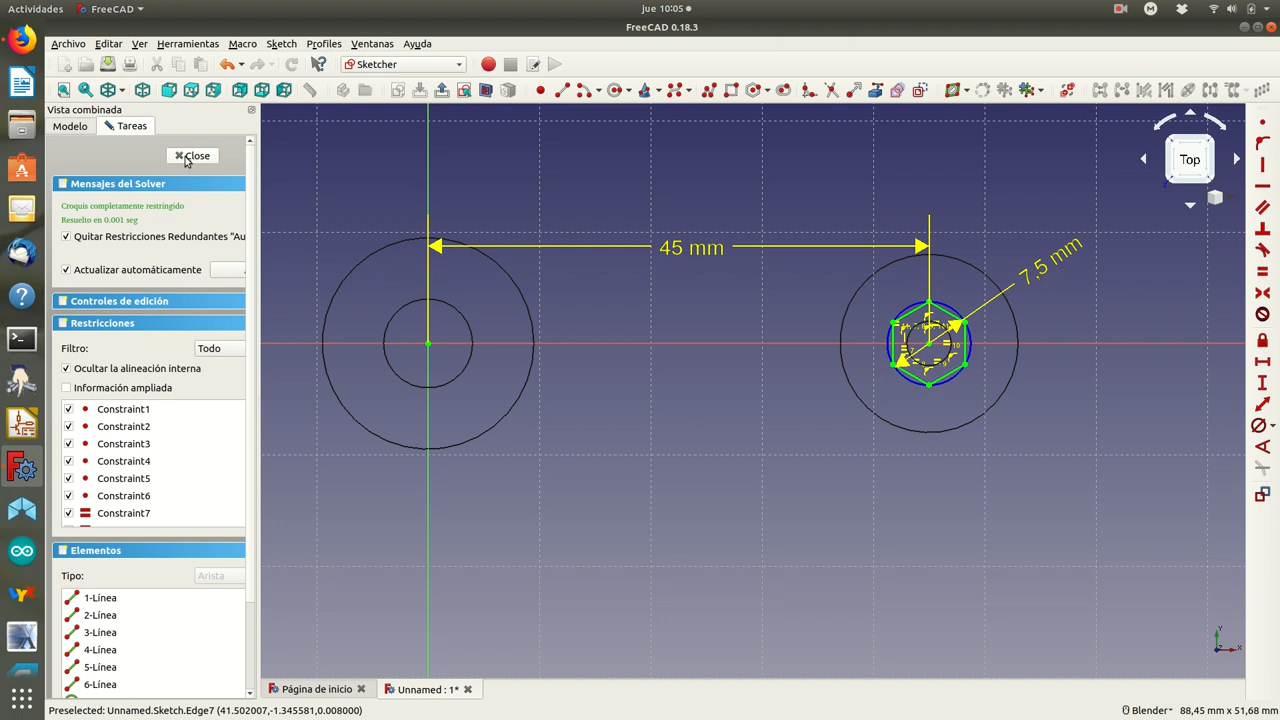 Actividades FreeCAD jue 10:05
FreeCAD 0.18.3
Archivo Editar Ver Herramientas Macro Sketch Profiles Ventanas Ayuda
Sketcher
Vista combinada
Modelo Tareas
Close
Mensajes del Solver
Croquis completamente restringido
Resuelto en 0.001 seg
Quitar Restricciones Redundantes "Au
Actualizar automáticamente
Controles de edición
Restricciones
Filtro: Todo
Ocultar la alineación interna
Información ampliada
Constraint1
Constraint2
Constraint3
Constraint4
Constraint5
Constraint6
Constraint7
Elementos
Tipo: Arista
1-Línea
2-Línea
3-Línea
4-Línea
5-Línea
6-Línea
45 mm
7,5 mm
10
Top
Y
X
Página de inicio Unnamed : 1*
Preselected: Unnamed.Sketch.Edge7 (41.502007,-1.345581,0.008000)
Blender 88,45 mm x 51,68 mm